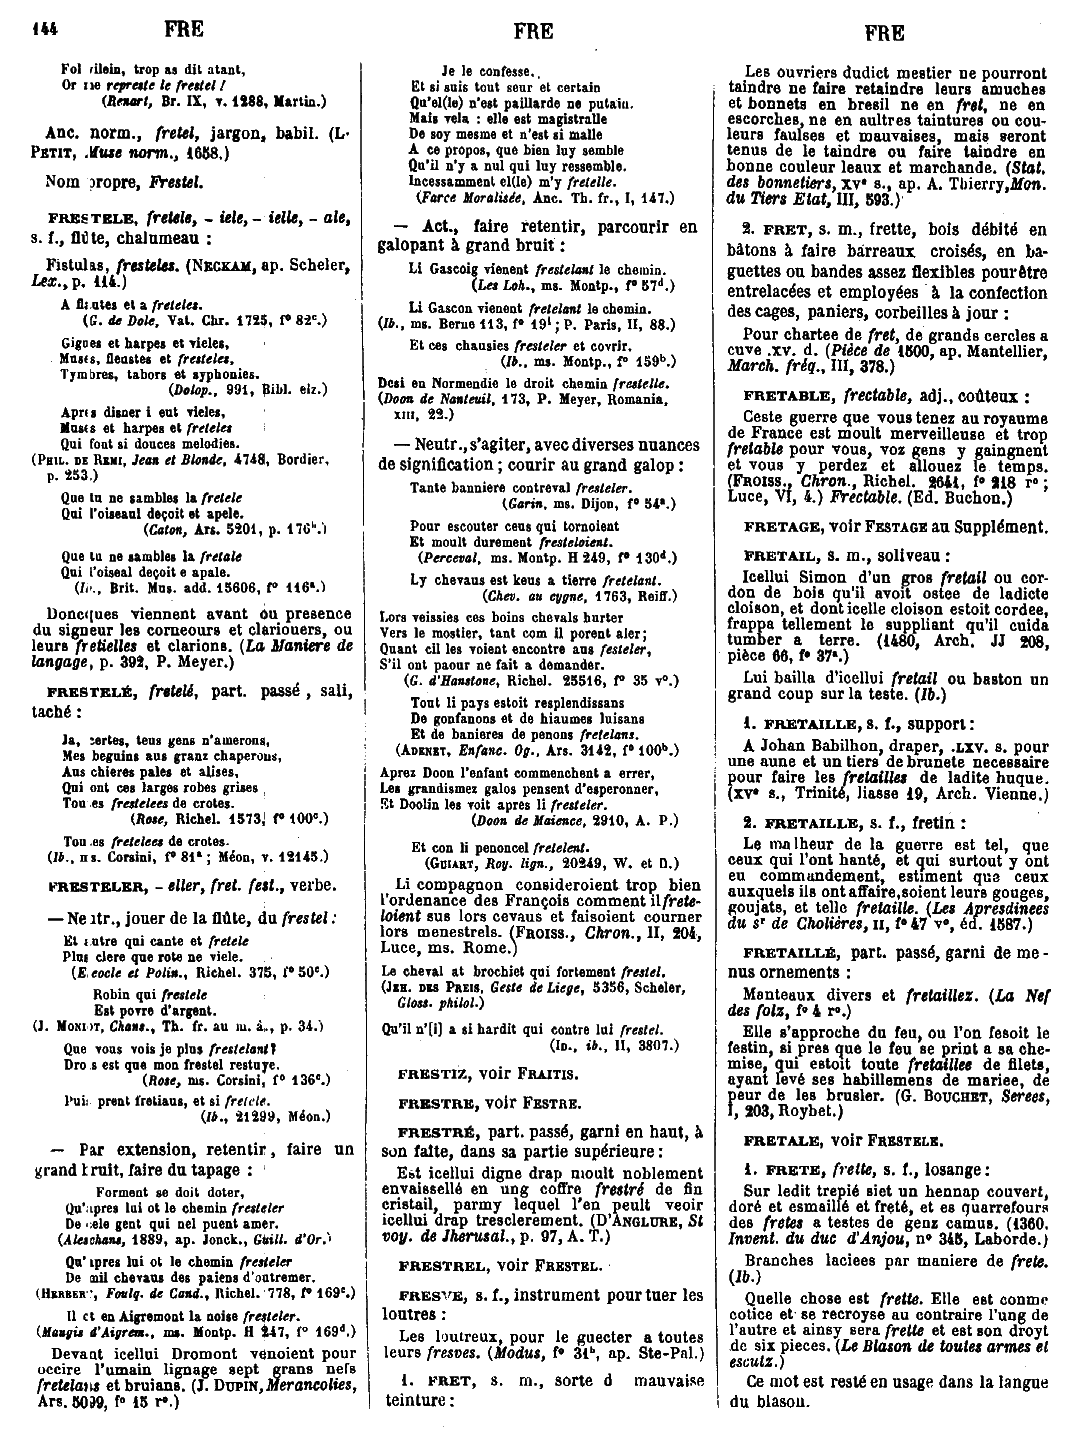 144 FRE FRE FRE
Fol vilein, trop as dit atant,
Or me represte le frestel !
(Renart, Br. IX, v. 1288, Martin.)
Anc. norm., fretel, jargon, babil. (L.
PETIT, Muse norm., 1658.)
Nom propre, Frestel.
FRESTELE, fretele, - iele, - ielle, - ale,
s. f., flûte, chalumeau :
Fistulas, fresteles. (NECKAM, ap. Scheler,
Lex., p. 114.)
A flautes et a freteles.
(G. de Dole, Vat. Chr. 1725, fº 82ᶜ.)
Gigues et harpes et vieles,
Muses, fleustes et fresteles,
Tymbres, tabors et syphonies.
(Dolop., 991, Bibl. elz.)
Apres disner i eut vieles,
Muses et harpes et freteles
Qui font si douces melodies.
(PHIL. DE REMI, Jean et Blonde, 4748, Bordier,
p. 253.)
Que tu ne sambles la fretele
Qui l'oiseaul deçoit et apele.
(Caton, Ars. 5201, p. 176ᵇ.)
Que tu ne sambles la fretale
Qui l'oiseal deçoit e apale.
(Ib., Brit. Mus. add. 15606, fº 116ᵃ.)
Doncques viennent avant ou presence
du signeur les corneours et clariouers, ou
leurs fretielles et clarions. (La Maniere de
langage, p. 392, P. Meyer.)
FRESTELÉ, fretelé, part. passé, sali,
taché :
Ja, certes, teus gens n'amerons,
Mes beguins aus granz chaperons,
Aus chieres pales et alises,
Qui ont ces larges robes grises
Toutes frestelees de crotes.
(Rose, Richel. 1573, fº 100ᶜ.)
Toutes fretelees de crotes.
(Ib., ms. Corsini, fº 81ᵃ ; Méon, v. 12145.)
FRESTELER, - eller, fret. fest., verbe.
— Neutr., jouer de la flûte, du frestel :
Et autre qui cante et fretele
Plus clere que rote ne viele.
(Eteocle et Polin., Richel. 375, fº 50ᶜ.)
Robin qui frestele
Est povre d'argent.
(J. MONIOT, Chans., Th. fr. au m. â., p. 34.)
Que vous vois je plus frestelant ?
Drois est que mon frestel restuye.
(Rose, ms. Corsini, fº 136ᶜ.)
Puis prent fretiaus, et si fretele.
(Ib., 21299, Méon.)
— Par extension, retentir, faire un
grand bruit, faire du tapage :
Forment se doit doter,
Qu'apres lui ot le chemin fresteler
De cele gent qui nel puent amer.
(Aleschans, 1889, ap. Jonck., Guill. d'Or.)
Qu'apres lui ot le chemin fresteler
De mil chevaus des paiens d'outremer.
(HERBERT, Foulq. de Cand., Richel. 778, fº 169ᶜ.)
Il ot en Aigremont la noise fresteler.
(Maugis d'Aigrem., ms. Montp. H 247, fº 169ᵈ.)
Devant icellui Dromont venoient pour
occire l'umain lignage sept grans nefs
fretelans et bruians. (J. DUPIN, Merancolies,
Ars. 5099, fº 15 rº.)
Je le confesse.
Et si suis tout seur et certain
Qu'el(le) n'est paillarde ne putain.
Mais vela : elle est magistralle
De soy mesme et n'est si malle
A ce propos, que bien luy semble
Qu'il n'y a nul qui luy ressemble.
Incessamment el(le) m'y fretelle.
(Farce Moralisée, Anc. Th. fr., I, 147.)
— Act., faire retentir, parcourir en
galopant à grand bruit :
Li Gascoig vienent frestelant le chemin.
(Les Loh., ms. Montp., fº 57ᵈ.)
Li Gascon vienent fretelant le chemin.
(Ib., ms. Berne 113, fº 19¹ ; P. Paris, II, 88.)
Et ces chausies fresteler et covrir.
(Ib., ms. Montp., fº 159ᵇ.)
Desi en Normendie le droit chemin frestelle.
(Doon de Nanteuil, 173, P. Meyer, Romania,
XIII, 22.)
— Neutr., s'agiter, avec diverses nuances
de signification ; courir au grand galop :
Tante banniere contreval fresteler.
(Garin, ms. Dijon, fº 54ᵃ.)
Pour escouter ceus qui tornoient
Et moult durement fresteloient.
(Perceval, ms. Montp. H 249, fº 130ᵈ.)
Ly chevaus est keus a tierre fretelant.
(Chev. au cygne, 1763, Reiff.)
Lors veissies ces boins chevals hurter
Vers le mostier, tant com il porent aler;
Quant cil les voient encontre aus festeler,
S'il ont paour ne fait a demander.
(G. d'Hanstone, Richel. 25516, fº 35 vº.)
Tout li pays estoit resplendissans
De gonfanons et de hiaumes luisans
Et de banieres de penons fretelans.
(ADENET, Enfanc. Og., Ars. 3142, fº 100ᵇ.)
Aprez Doon l'enfant commenchent a errer,
Les grandismez galos pensent d'esperonner,
Et Doolin les voit apres li fresteler.
(Doon de Maience, 2910, A. P.)
Et con li penoncel fretelent.
(GUIART, Roy. lign., 20249, W. et D.)
Li compagnon consideroient trop bien
l'ordenance des François comment il frete-
loient sus lors cevaus et faisoient courner
lors menestrels. (FROISS., Chron., II, 204,
Luce, ms. Rome.)
Le cheval at brochiet qui fortement frestel.
(JEH. DES PREIS, Geste de Liege, 5356, Scheler,
Gloss. philol.)
Qu'il n'[i] a si hardit qui contre lui frestel.
(ID., ib., II, 3807.)
FRESTIZ, voir FRAITIS.
FRESTRE, voir FESTRE.
FRESTRÉ, part. passé, garni en haut, à
son faîte, dans sa partie supérieure :
Est icellui digne drap moult noblement
envaissellé en ung coffre frestré de fin
cristail, parmy lequel l'en peult veoir
icellui drap tresclerement. (D'ANGLURE, St
voy. de Jherusal., p. 97, A. T.)
FRESTREL, voir FRESTEL.
FRESVE, s. f., instrument pour tuer les
loutres :
Les loutreux, pour le guecter a toutes
leurs fresves. (Modus, fº 31ᵇ, ap. Ste-Pal.)
1. FRET, s. m., sorte d mauvaise
teinture :
Les ouvriers dudict mestier ne pourront
taindre ne faire retaindre leurs amuches
et bonnets en bresil ne en fret, ne en
escorches, ne en aultres taintures ou cou-
leurs faulses et mauvaises, mais seront
tenus de le taindre ou faire taindre en
bonne couleur leaux et marchande. (Stat.
des bonnetiers, XVᵉ s., ap. A. Thierry, Mon.
du Tiers Etat, III, 593.)
2. FRET, s. m., frette, bois débité en
bâtons à faire barreaux croisés, en ba-
guettes ou bandes assez flexibles pour être
entrelacées et employées à la confection
des cages, paniers, corbeilles à jour :
Pour chartee de fret, de grands cercles a
cuve .XV. d. (Pièce de 1500, ap. Mantellier,
March. fréq., III, 378.)
FRETABLE, frectable, adj., coûteux :
Ceste guerre que vous tenez au royaume
de France est moult merveilleuse et trop
fretable pour vous, voz gens y gaingnent
et vous y perdez et allouez le temps.
(FROISS., Chron., Richel. 2641, fº 218 rº ;
Luce, VI, 4.) Frectable. (Ed. Buchon.)
FRETAGE, voir FESTAGE au Supplément.
FRETAIL, s. m., soliveau :
Icellui Simon d'un gros fretail ou cor-
don de bois qu'il avoit ostee de ladicte
cloison, et dont icelle cloison estoit cordee,
frappa tellement le suppliant qu'il cuida
tumber a terre. (1480, Arch. JJ 208,
pièce 66, fº 37ᵃ.)
Lui bailla d'icellui fretail ou baston un
grand coup sur la teste. (Ib.)
1. FRETAILLE, s. f., support :
A Johan Babilhon, draper, .LXV. s. pour
une aune et un tiers de brunete necessaire
pour faire les fretailles de ladite huque.
(XVᵉ s., Trinité, liasse 19, Arch. Vienne.)
2. FRETAILLE, s. f., fretin :
Le malheur de la guerre est tel, que
ceux qui l'ont hanté, et qui surtout y ont
eu commandement, estiment que ceux
auxquels ils ont affaire, soient leurs gouges,
goujats, et telle fretaille. (Les Apresdinees
du sʳ de Cholières, II, fº 47 vº, éd. 1587.)
FRETAILLÉ, part. passé, garni de me-
nus ornements :
Manteaux divers et fretaillez. (La Nef
des folz, fº 4 rº.)
Elle s'approche du feu, ou l'on fesoit le
festin, si pres que le feu se print a sa che-
mise, qui estoit toute fretaillee de filets,
ayant levé ses habillemens de mariee, de
peur de les brusler. (G. BOUCHET, Serees,
I, 203, Roybet.)
FRETALE, voir FRESTELE.
1. FRETE, frette, s. f., losange :
Sur ledit trepié siet un hennap couvert,
doré et esmaillé et freté, et es quarrefours
des fretes a testes de genz camus. (1360.
Invent. du duc d'Anjou, nº 345, Laborde.)
Branches laciees par maniere de frete.
(Ib.)
Quelle chose est frette. Elle est comme
cotice et se recroyse au contraire l'ung de
l'autre et ainsy sera frette et est son droyt
de six pieces. (Le Blason de toutes armes et
escutz.)
Ce mot est resté en usage dans la langue
du blason.